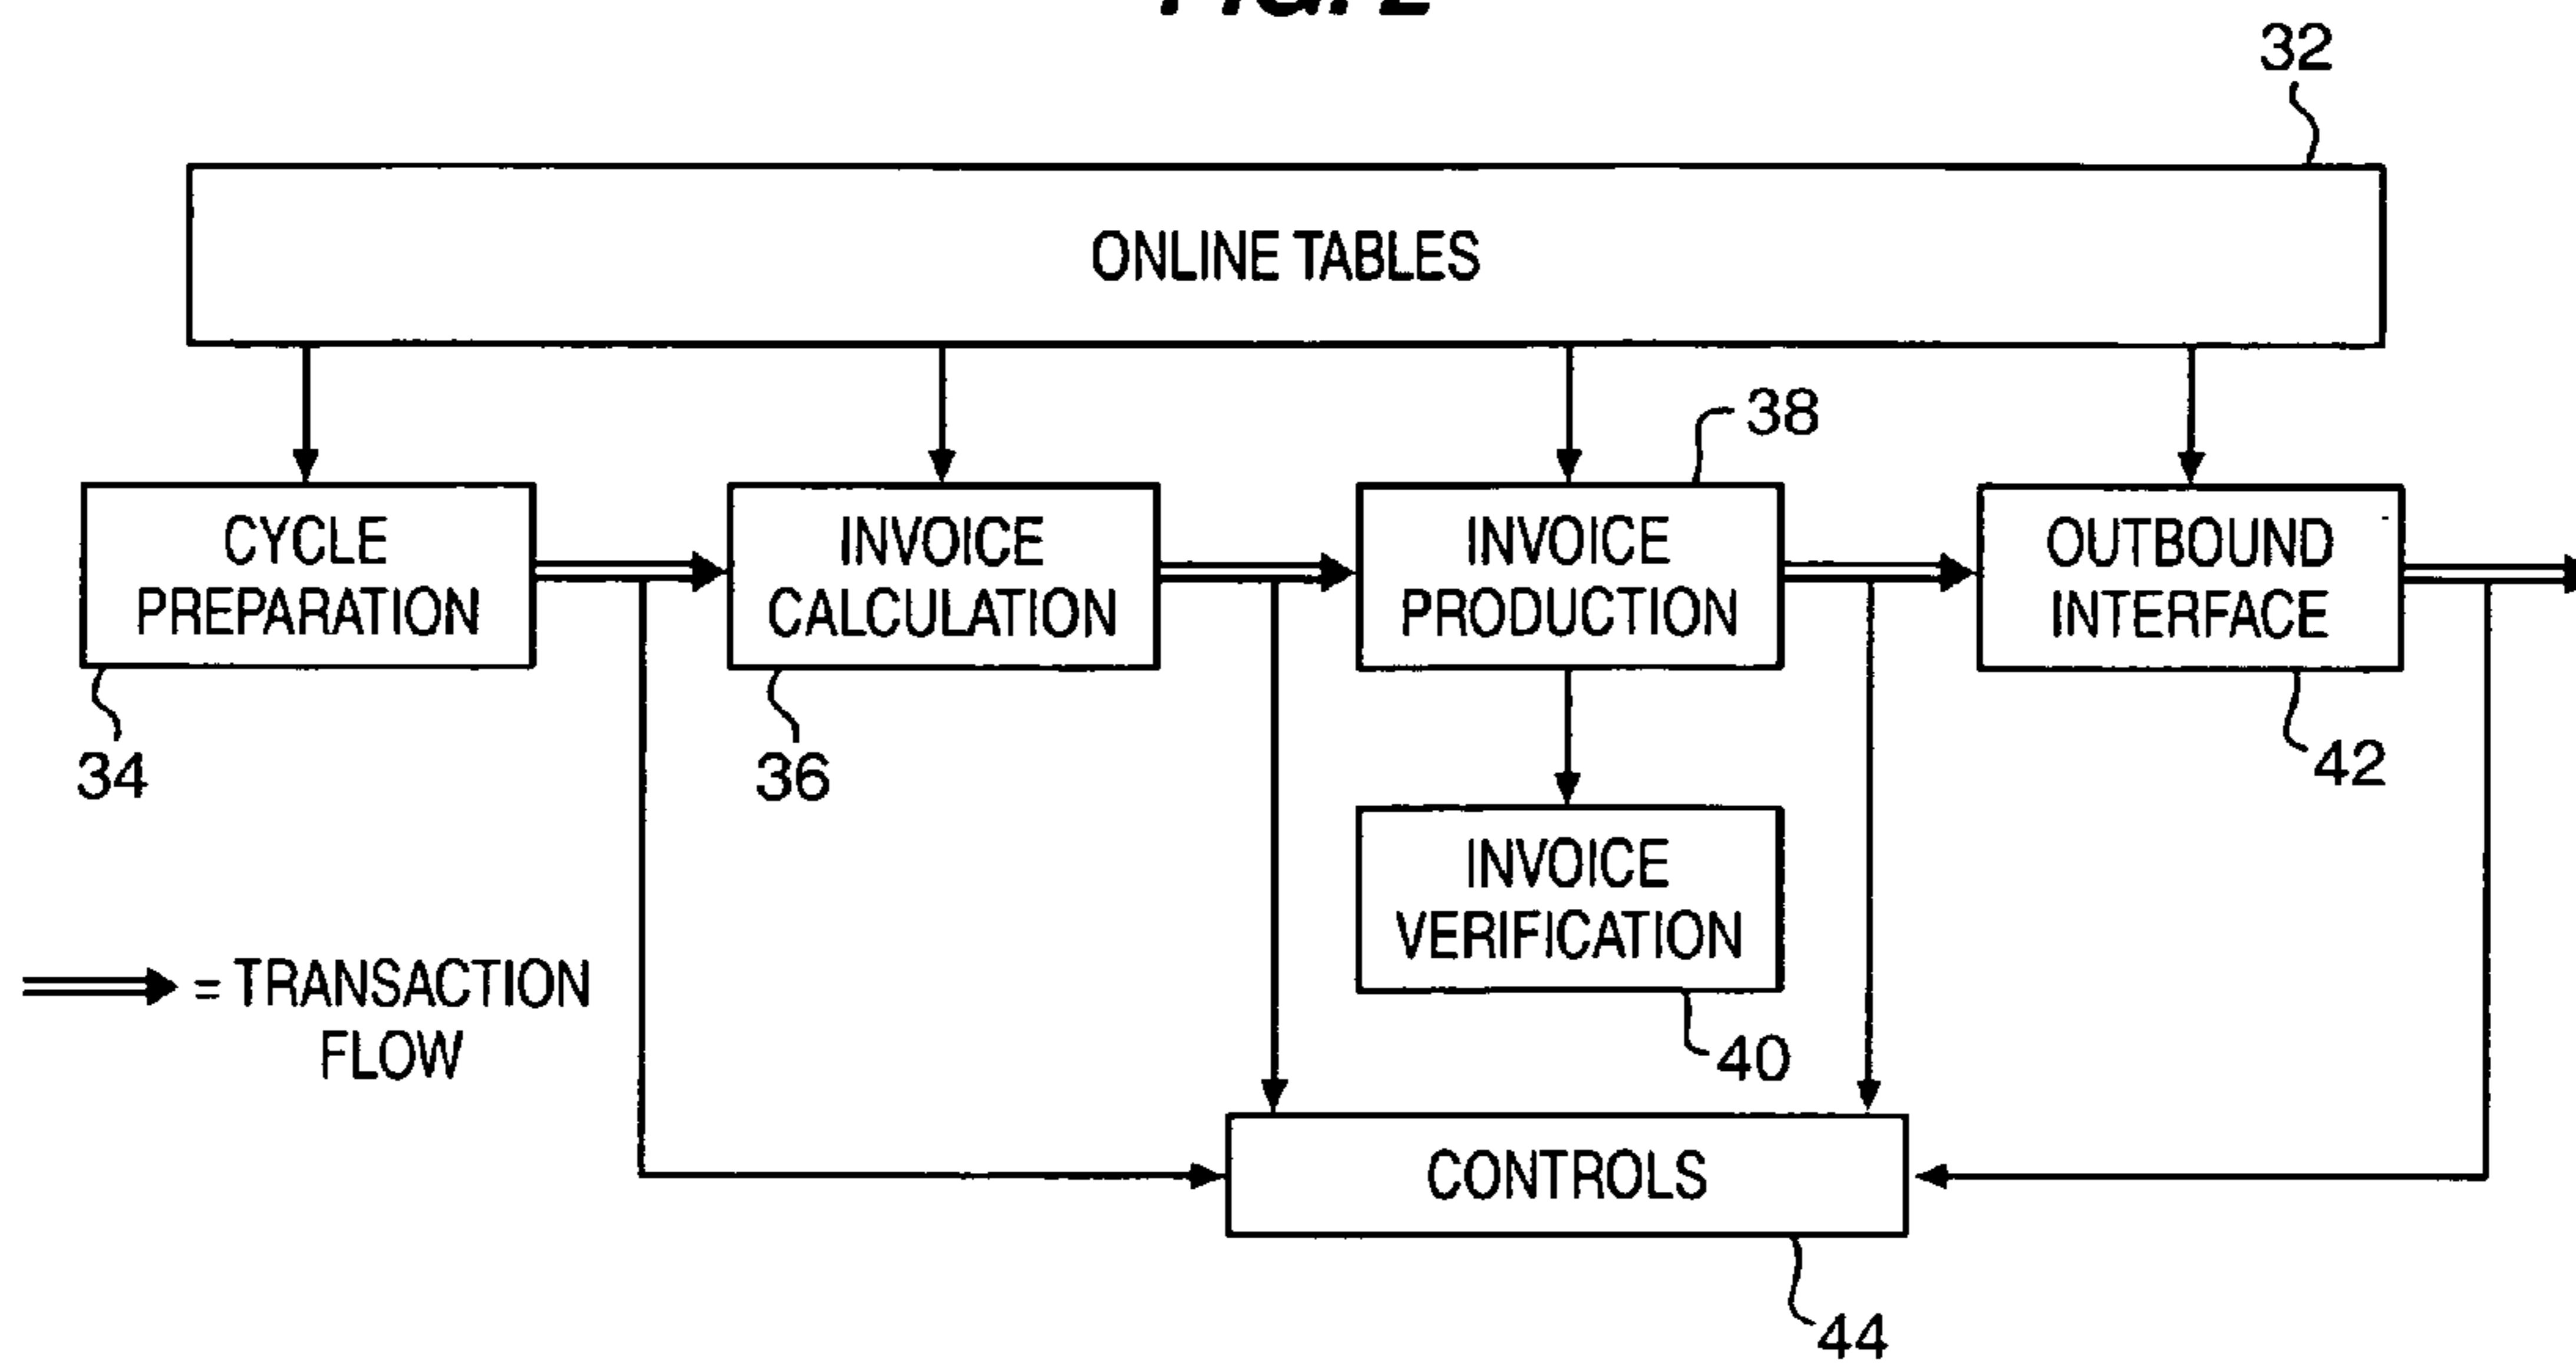 32
ONLINE TABLES
38
CYCLE
PREPARATION
INVOICE
CALCULATION
INVOICE
PRODUCTION
OUTBOUND
INTERFACE
34
36
42
INVOICE
VERIFICATION
= TRANSACTION
FLOW
40
CONTROLS
44